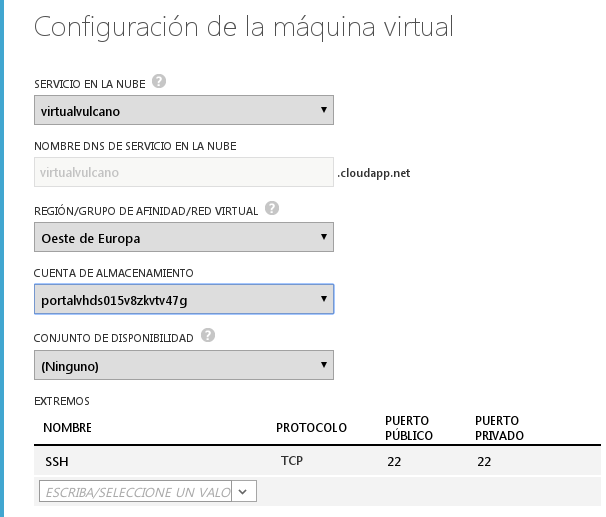 Configuración de la máquina virtual
SERVICIO EN LA NUBE ?
virtualvulcano
NOMBRE DNS DE SERVICIO EN LA NUBE
virtualvulcano .cloudapp.net
REGIÓN/GRUPO DE AFINIDAD/RED VIRTUAL ?
Oeste de Europa
CUENTA DE ALMACENAMIENTO
portalvhds015v8zkvtv47g
CONJUNTO DE DISPONIBILIDAD ?
(Ninguno)
EXTREMOS
NOMBRE PROTOCOLO PUERTO PÚBLICO PUERTO PRIVADO
SSH TCP 22 22
ESCRIBA/SELECCIONE UN VALO